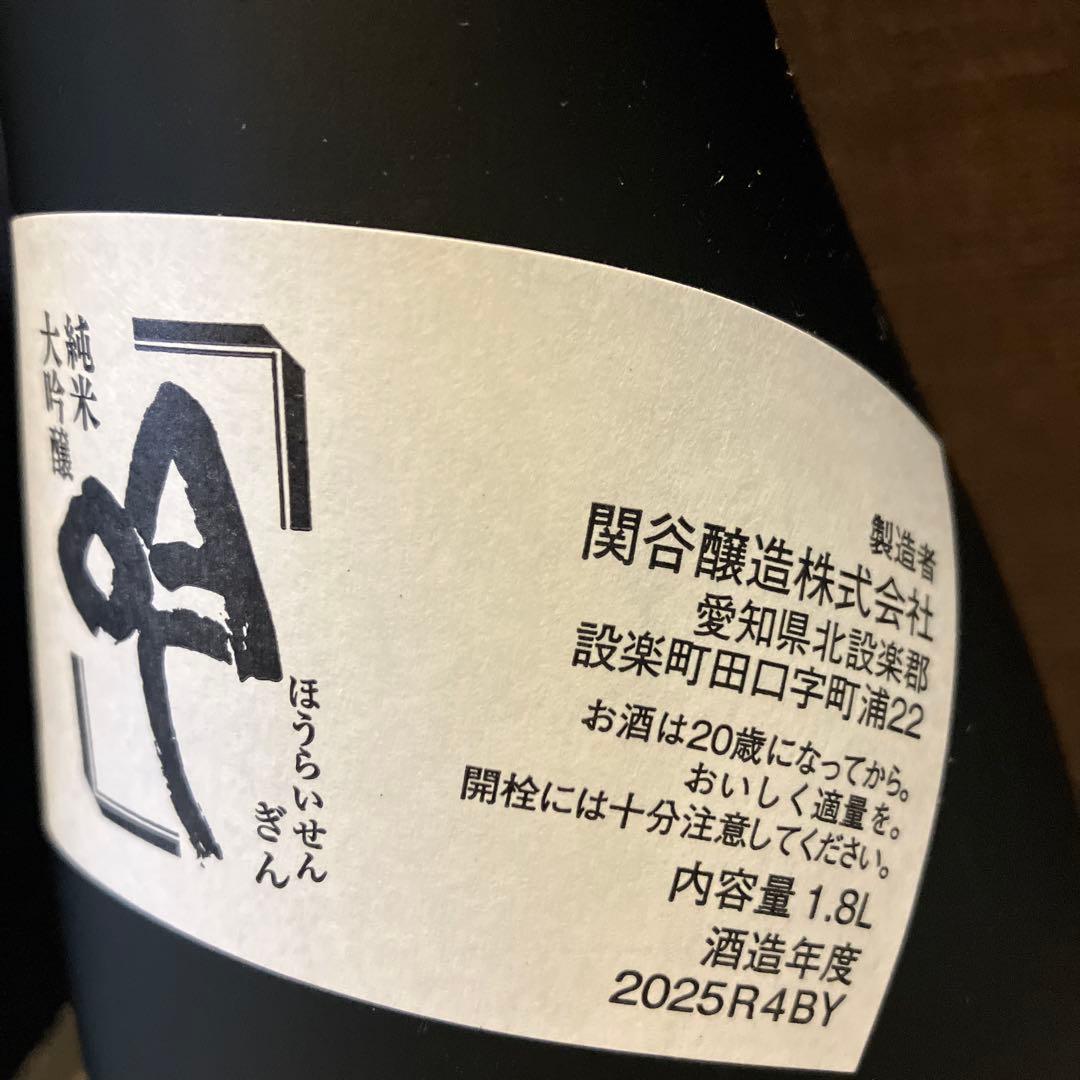 純米
大吟醸
吟
ほうらいせん
ぎん
製造者
関谷醸造株式会社
愛知県北設楽郡
設楽町田口字町浦22
お酒は20歳になってから。
おいしく適量を。
開栓には十分注意してください。
内容量 1.8L
酒造年度
2025R4BY